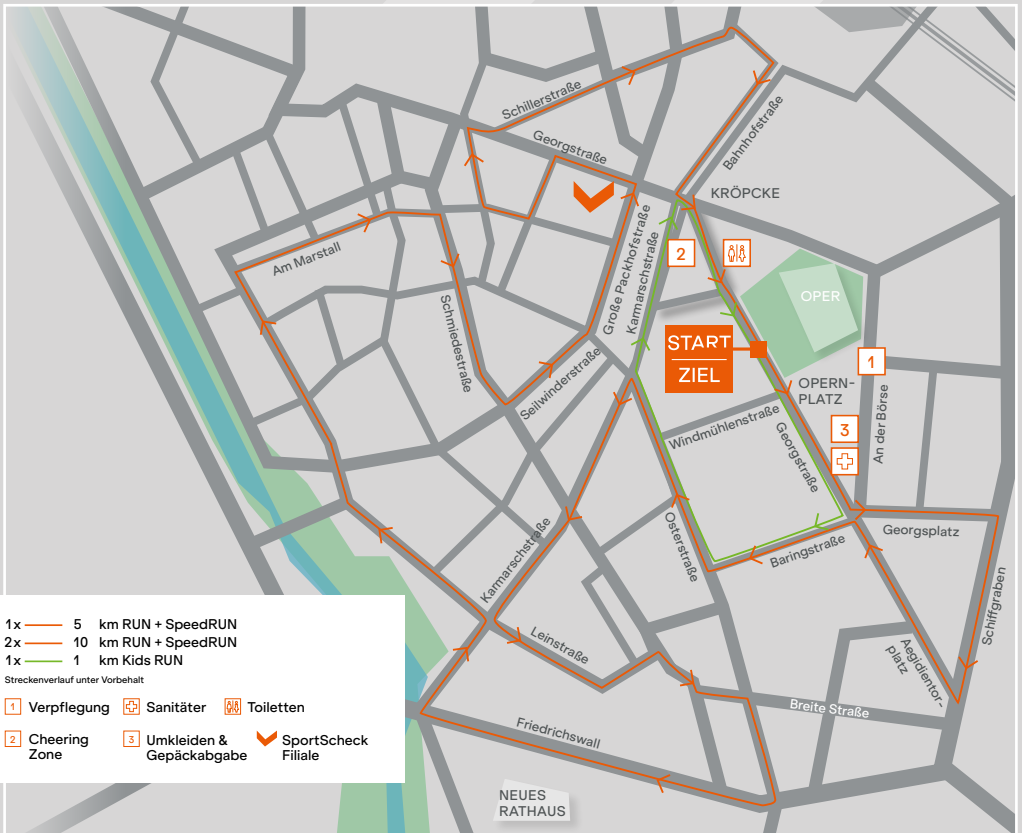 Schillerstraße
Georgstraße
Bahnhofstraße
KRÖPCKE
Am Marstall
Schmiedestraße
Große Packhofstraße
Karmarschstraße
2
OPER
START
ZIEL
1
OPERN-
PLATZ
An der Börse
3
Seilwinderstraße
Windmühlenstraße
Georgstraße
Osterstraße
Baringstraße
Georgsplatz
Schiffgraben
Karmarschstraße
Leinstraße
Aegidientor-
platz
Breite Straße
Friedrichswall
NEUES
RATHAUS
1x 5 km RUN + SpeedRUN
2x 10 km RUN + SpeedRUN
1x 1 km Kids RUN
Streckenverlauf unter Vorbehalt
1 Verpflegung Sanitäter Toiletten
2 Cheering
Zone
3 Umkleiden &
Gepäckabgabe
SportScheck
Filiale